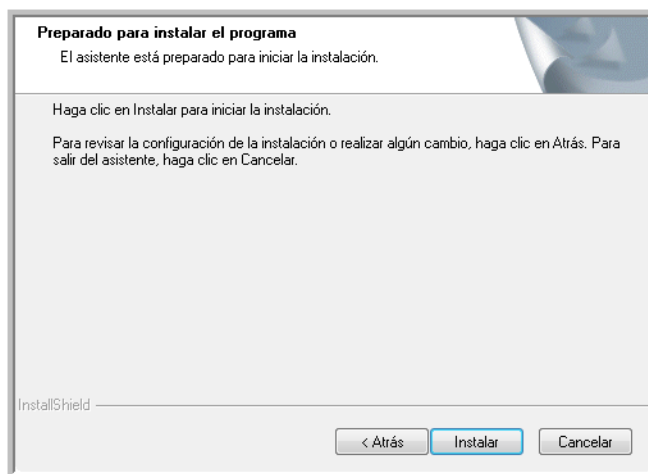 Preparado para instalar el programa
El asistente está preparado para iniciar la instalación.
Haga clic en Instalar para iniciar la instalación.
Para revisar la configuración de la instalación o realizar algún cambio, haga clic en Atrás. Para
salir del asistente, haga clic en Cancelar.
InstallShield
< Atrás
Instalar
Cancelar